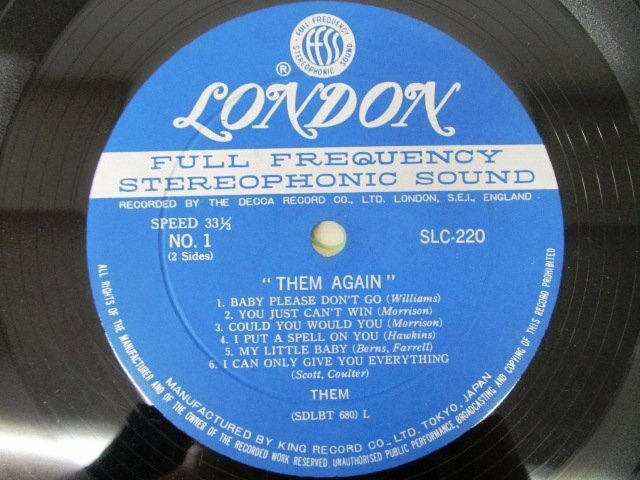 FULL FREQUENCY
ffss
STEREOPHONIC SOUND
®
LONDON
FULL FREQUENCY
STEREOPHONIC SOUND
RECORDED BY THE DECCA RECORD CO., LTD. LONDON, S.E.I., ENGLAND
SPEED 33⅓
NO. 1
(2 Sides)
SLC-220
"THEM AGAIN"
1. BABY PLEASE DON'T GO (Williams)
2. YOU JUST CAN'T WIN (Morrison)
3. COULD YOU WOULD YOU (Morrison)
4. I PUT A SPELL ON YOU (Hawkins)
5. MY LITTLE BABY (Berns, Farrell)
6. I CAN ONLY GIVE YOU EVERYTHING
(Scott, Coulter)
THEM
(SDLBT 680) L
MANUFACTURED BY KING RECORD CO., LTD. TOKYO, JAPAN
ALL RIGHTS OF THE MANUFACTURER AND OF THE OWNER OF THE RECORDED WORK RESERVED. UNAUTHORISED PUBLIC PERFORMANCE, BROADCASTING AND COPYING OF THIS RECORD PROHIBITED